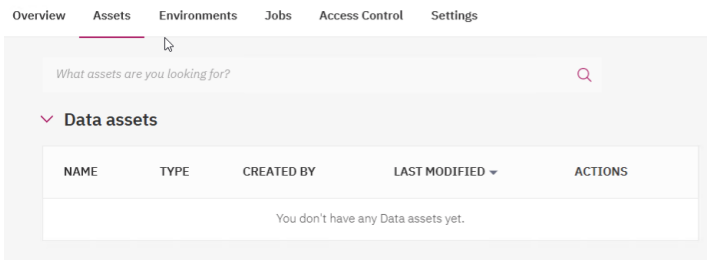 Overview Assets Environments Jobs Access Control Settings
What assets are you looking for?
Data assets
NAME TYPE CREATED BY LAST MODIFIED ACTIONS
You don't have any Data assets yet.